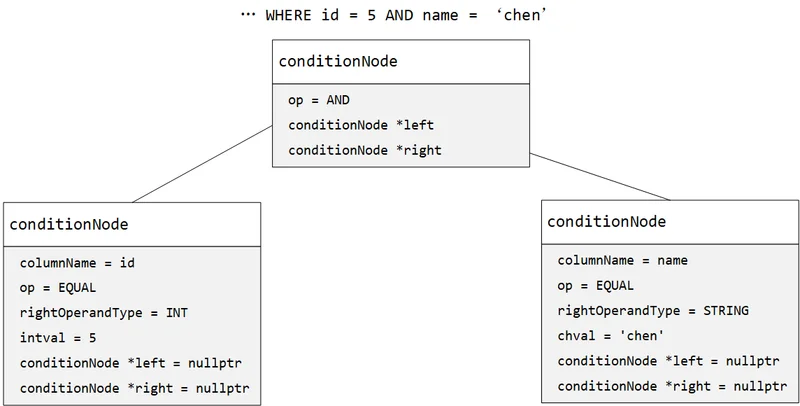 … WHERE id = 5 AND name = ‘chen’
conditionNode
op = AND
conditionNode *left
conditionNode *right
conditionNode
columnName = id
op = EQUAL
rightOperandType = INT
intval = 5
conditionNode *left = nullptr
conditionNode *right = nullptr
conditionNode
columnName = name
op = EQUAL
rightOperandType = STRING
chval = 'chen'
conditionNode *left = nullptr
conditionNode *right = nullptr